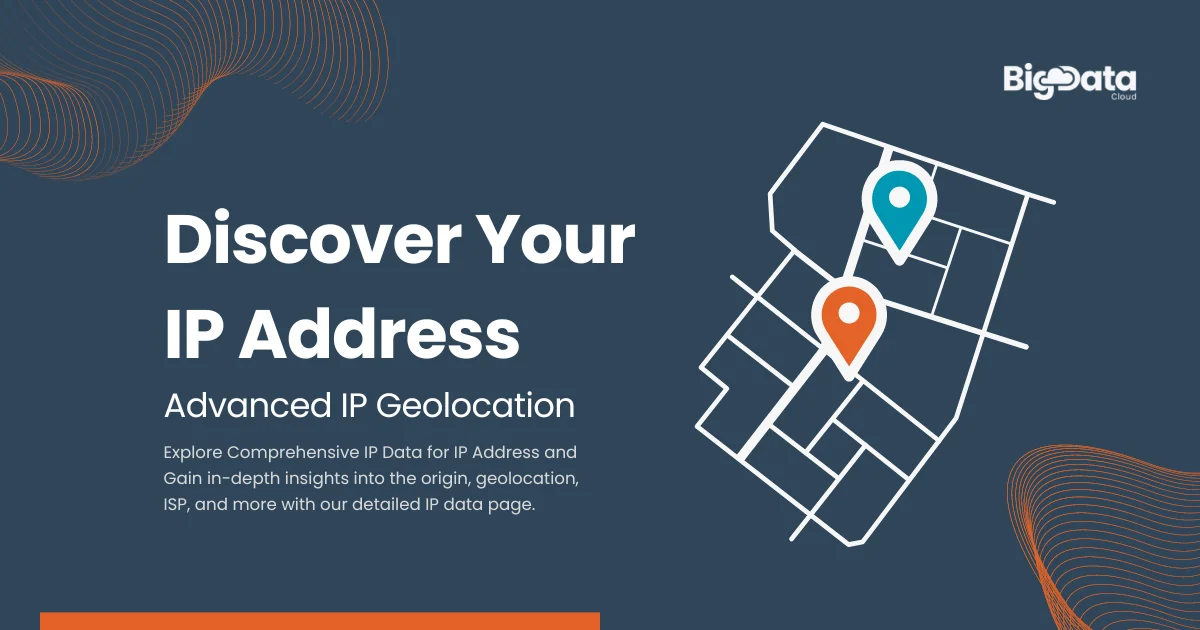 BigData
Cloud
Discover Your
IP Address
Advanced IP Geolocation
Explore Comprehensive IP Data for IP Address and
Gain in-depth insights into the origin, geolocation,
ISP, and more with our detailed IP data page.